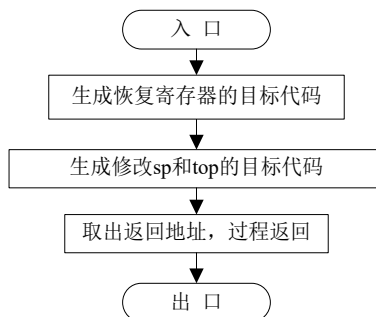 入 口
生成恢复寄存器的目标代码
生成修改sp和top的目标代码
取出返回地址，过程返回
出 口